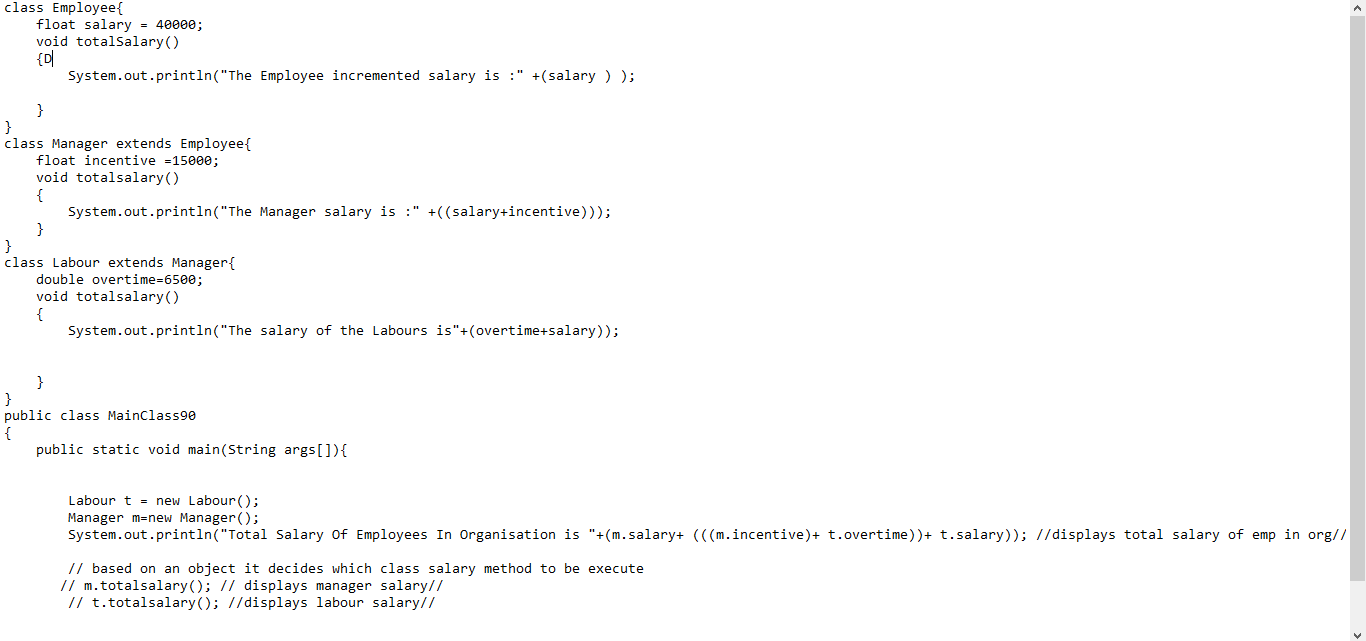 class Employee{
    float salary = 40000;
    void totalSalary()
    {D
        System.out.println("The Employee incremented salary is :" +(salary ) );
    }
}
class Manager extends Employee{
    float incentive =15000;
    void totalsalary()
    {
        System.out.println("The Manager salary is :" +((salary+incentive)));
    }
}
class Labour extends Manager{
    double overtime=6500;
    void totalsalary()
    {
        System.out.println("The salary of the Labours is"+(overtime+salary));
    }
}
public class MainClass90
{
    public static void main(String args[]){
        Labour t = new Labour();
        Manager m=new Manager();
        System.out.println("Total Salary Of Employees In Organisation is "+(m.salary+ (((m.incentive)+ t.overtime))+ t.salary)); //displays total salary of emp in org//
        // based on an object it decides which class salary method to be execute
       // m.totalsalary(); // displays manager salary//
        // t.totalsalary(); //displays labour salary//